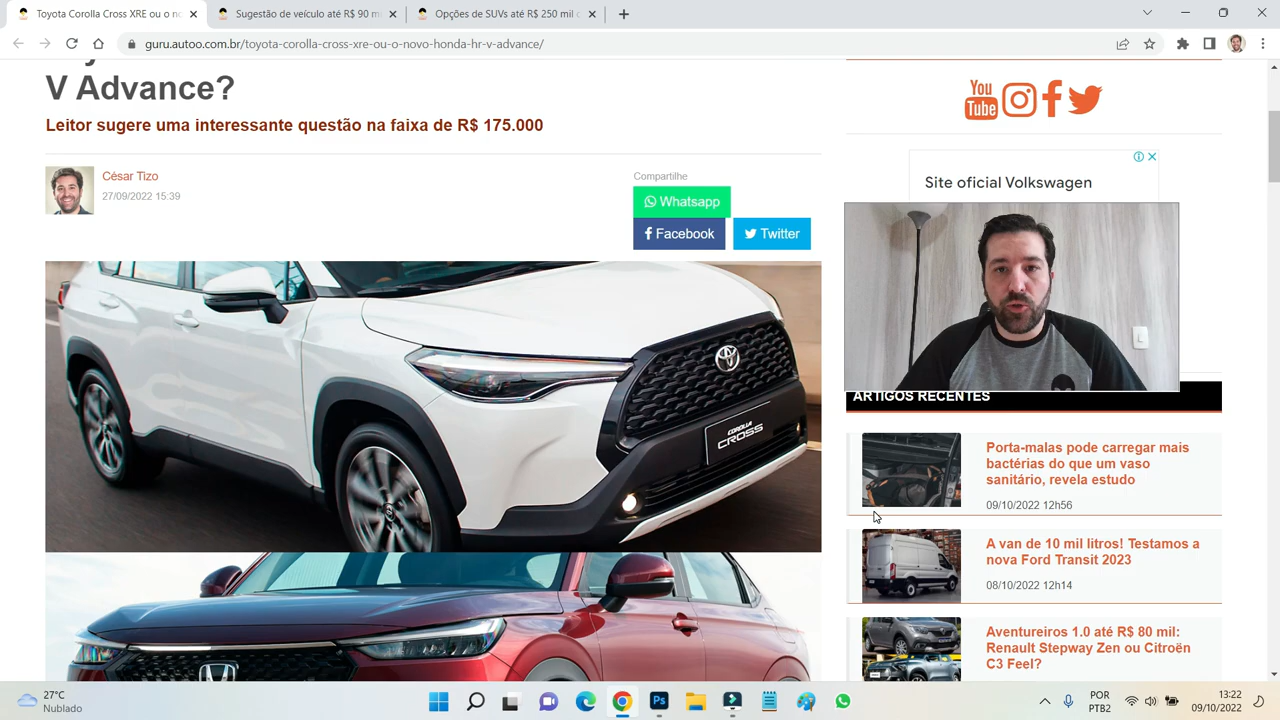 Toyota Corolla Cross XRE ou o no
Sugestão de veículo até R$ 90 mi
Opções de SUVs até R$ 250 mil c
guru.autoo.com.br/toyota-corolla-cross-xre-ou-o-novo-honda-hr-v-advance/
V Advance?
Leitor sugere uma interessante questão na faixa de R$ 175.000
César Tizo
27/09/2022 15:39
Compartilhe
Whatsapp
Facebook
Twitter
COROLLA
CROSS
You
Tube
Site oficial Volkswagen
ARTIGOS RECENTES
Porta-malas pode carregar mais
bactérias do que um vaso
sanitário, revela estudo
09/10/2022 12h56
A van de 10 mil litros! Testamos a
nova Ford Transit 2023
08/10/2022 12h14
Aventureiros 1.0 até R$ 80 mil:
Renault Stepway Zen ou Citroën
C3 Feel?
27°C
Nublado
Ps
POR
PTB2
13:22
09/10/2022